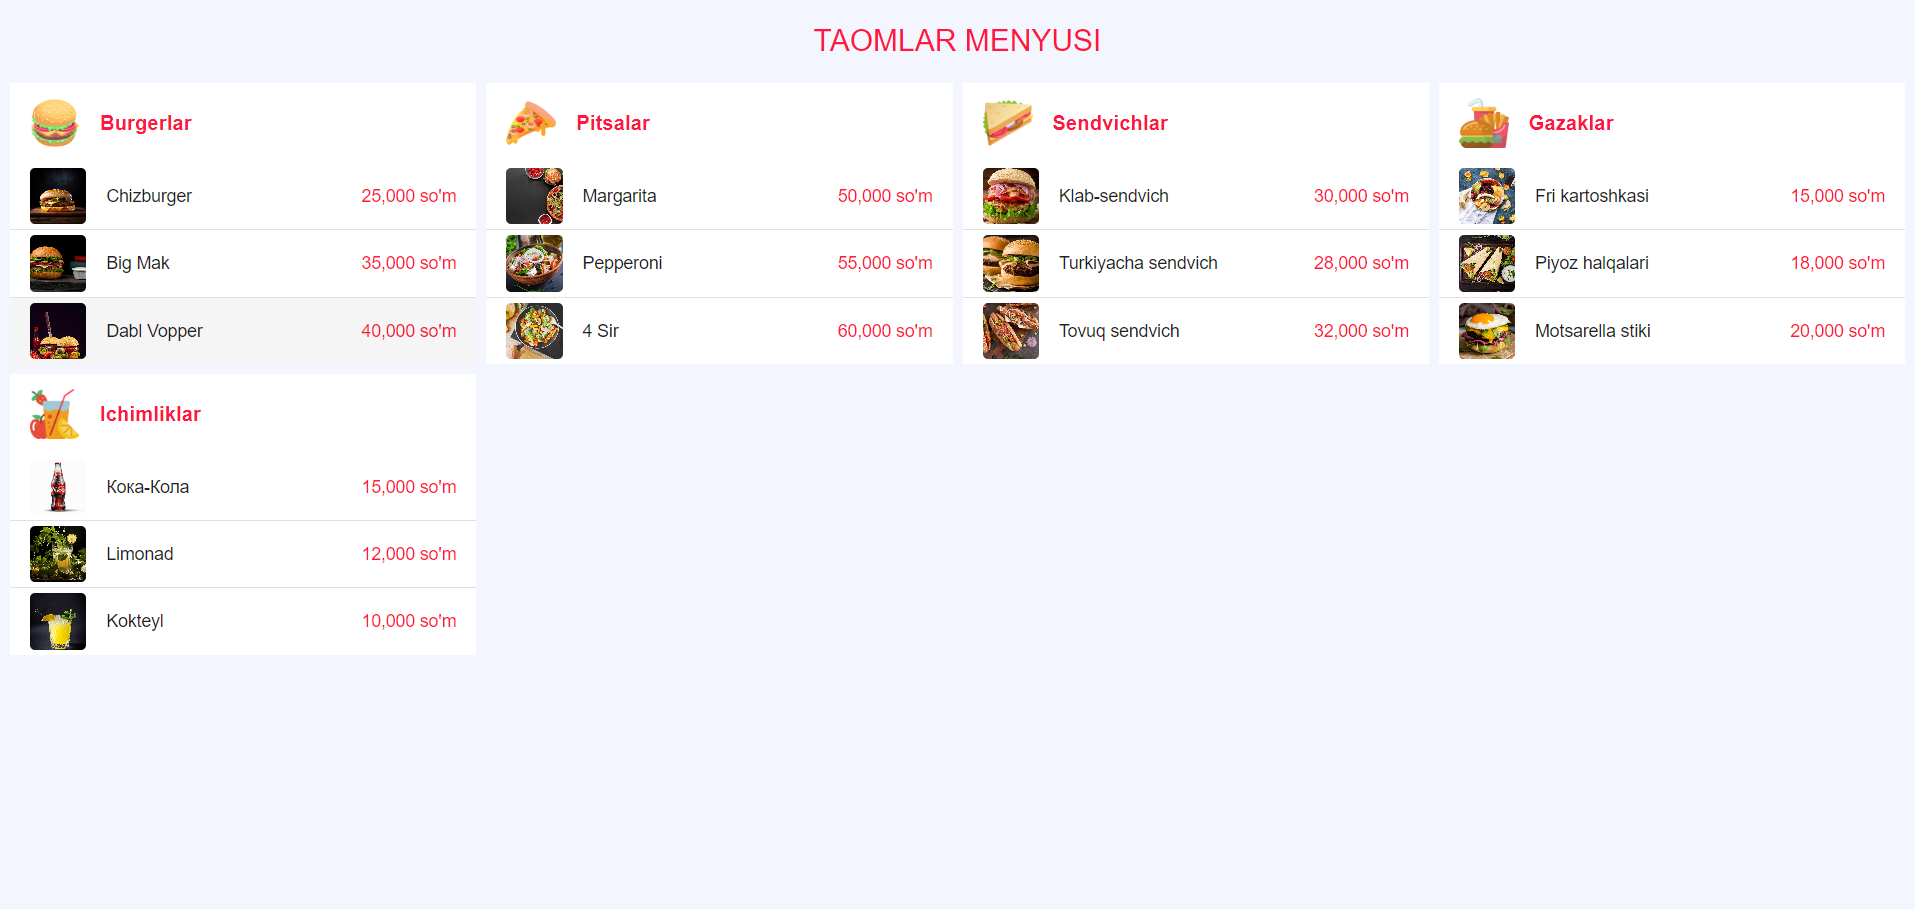 TAOMLAR MENYUSI
Burgerlar
Chizburger 25,000 so'm
Big Mak 35,000 so'm
Dabl Vopper 40,000 so'm
Pitsalar
Margarita 50,000 so'm
Pepperoni 55,000 so'm
4 Sir 60,000 so'm
Sendvichlar
Klab-sendvich 30,000 so'm
Turkiyacha sendvich 28,000 so'm
Tovuq sendvich 32,000 so'm
Gazaklar
Fri kartoshkasi 15,000 so'm
Piyoz halqalari 18,000 so'm
Motsarella stiki 20,000 so'm
Ichimliklar
Кока-Кола 15,000 so'm
Limonad 12,000 so'm
Kokteyl 10,000 so'm